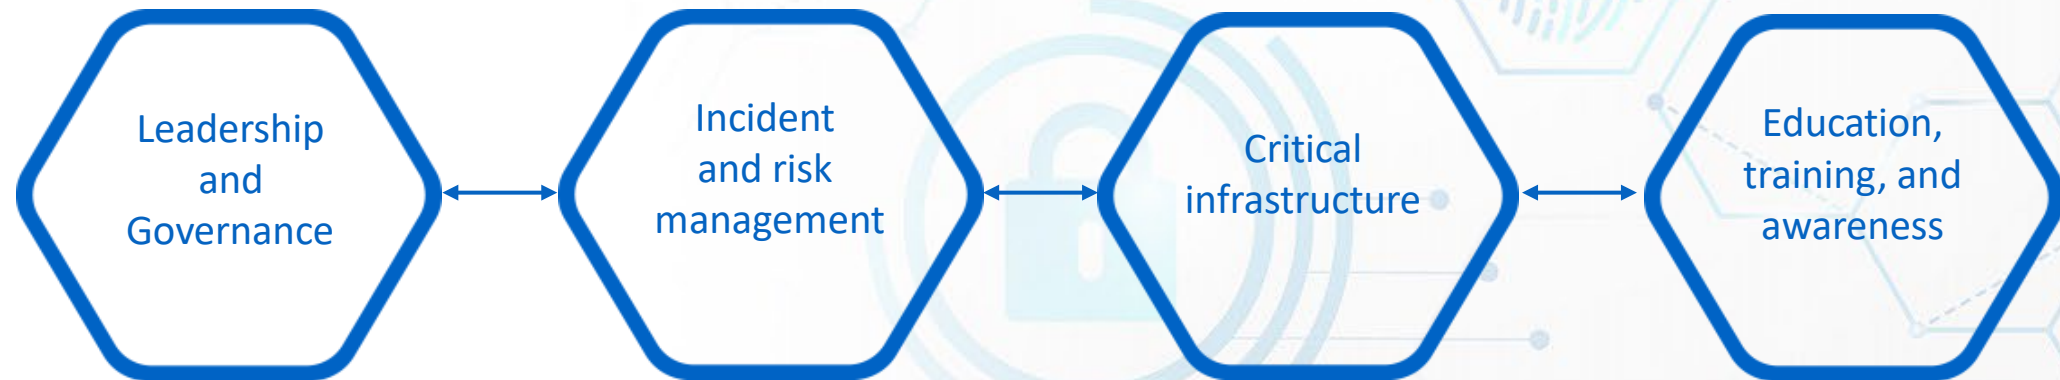 Leadership
and
Governance
Incident
and risk
management
Critical
infrastructure
Education,
training, and
awareness